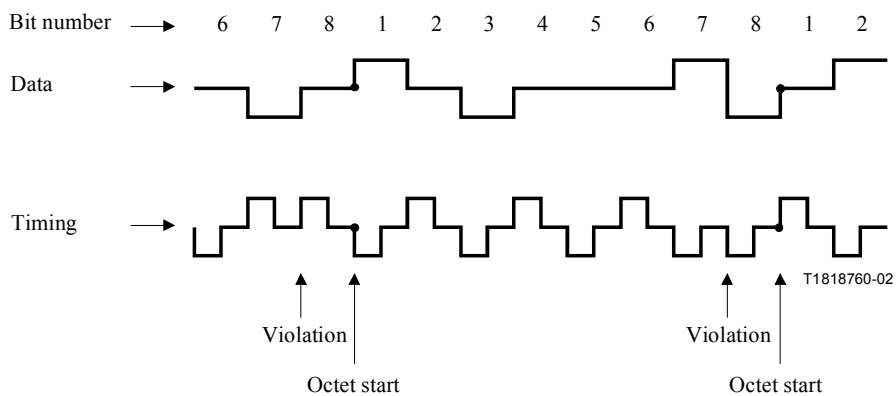 Bit number 6 7 8 1 2 3 4 5 6 7 8 1 2
Data
Timing
T1818760-02
Violation Violation
Octet start Octet start